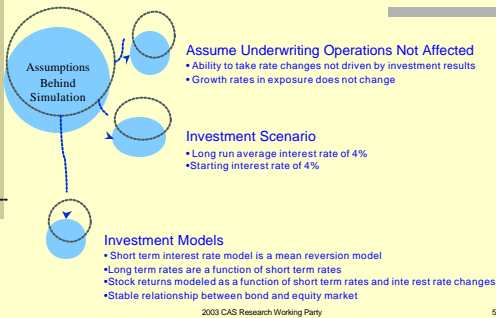 Assumptions
Behind
Simulation
Assume Underwriting Operations Not Affected
• Ability to take rate changes not driven by investment results
• Growth rates in exposure does not change
Investment Scenario
• Long run average interest rate of 4%
•Starting interest rate of 4%
Investment Models
• Short term interest rate model is a mean reversion model
•Long term rates are a function of short term rates
•Stock returns modeled as a function of short term rates and inte rest rate changes
•Stable relationship between bond and equity market
2003 CAS Research Working Party
5